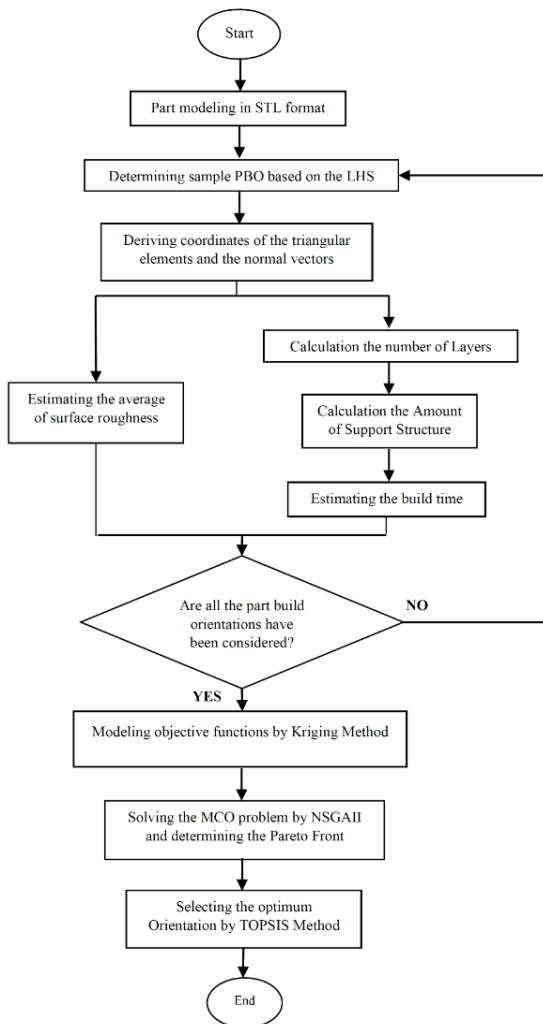 Start
Part modeling in STL format
Determining sample PBO based on the LHS
Deriving coordinates of the triangular
elements and the normal vectors
Calculation the number of Layers
Estimating the average
of surface roughness
Calculation the Amount
of Support Structure
Estimating the build time
Are all the part build
orientations have
been considered?
NO
YES
Modeling objective functions by Kriging Method
Solving the MCO problem by NSGAII
and determining the Pareto Front
Selecting the optimum
Orientation by TOPSIS Method
End